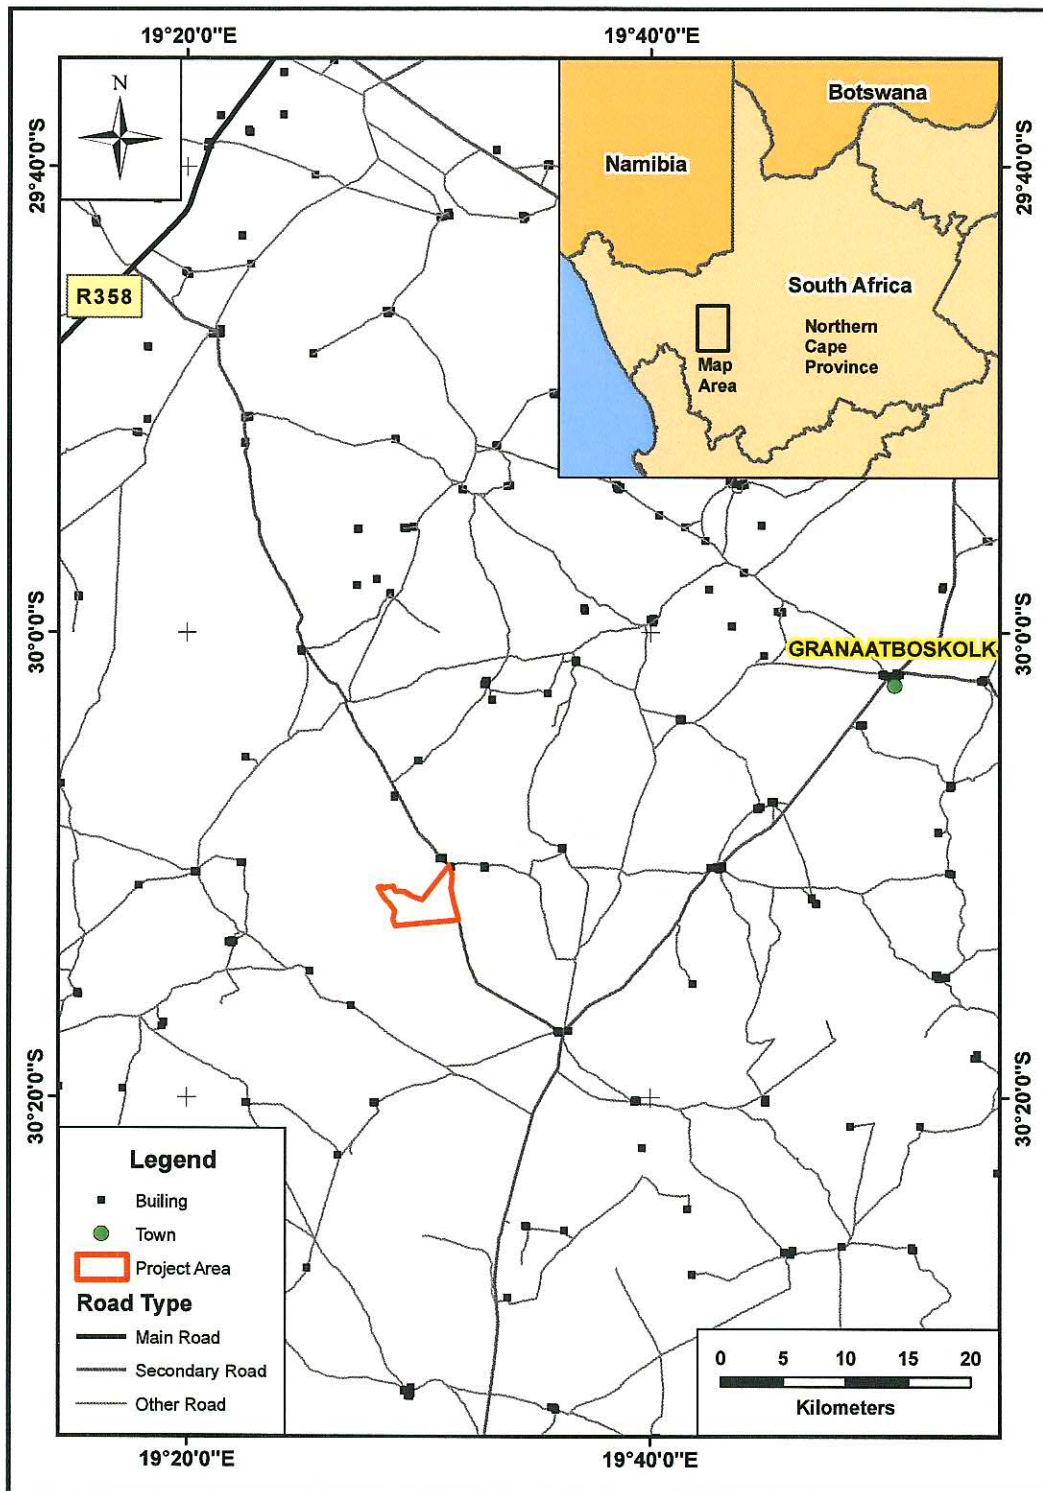 19°20'0"E
19°40'0"E
N
29°40'0"S
29°40'0"S
Botswana
Namibia
South Africa
Northern
Cape
Province
Map
Area
R358
30°0'0"S
30°0'0"S
GRANAATBOSKOLK
30°20'0"S
30°20'0"S
Legend
Builing
Town
Project Area
Road Type
Main Road
Secondary Road
Other Road
0 5 10 15 20
Kilometers
19°20'0"E
19°40'0"E